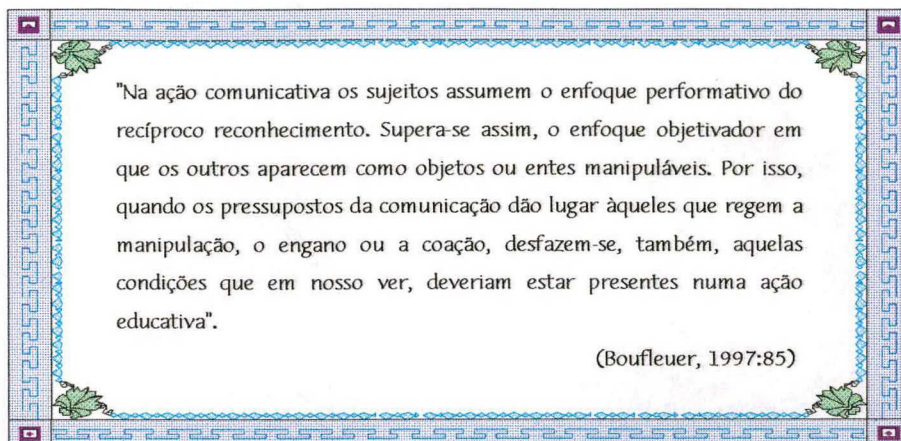 "Na ação comunicativa os sujeitos assumem o enfoque performativo do
recíproco reconhecimento. Supera-se assim, o enfoque objetivador em
que os outros aparecem como objetos ou entes manipuláveis. Por isso,
quando os pressupostos da comunicação dão lugar àqueles que regem a
manipulação, o engano ou a coação, desfazem-se, também, aquelas
condições que em nosso ver, deveriam estar presentes numa ação
educativa".
(Boufleuer, 1997:85)